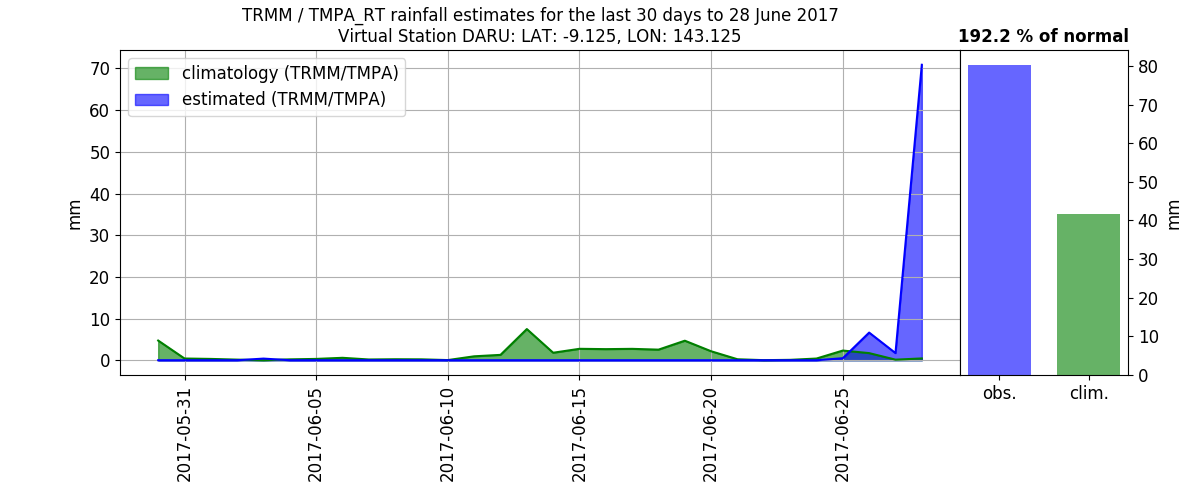 TRMM / TMPA_RT rainfall estimates for the last 30 days to 28 June 2017
Virtual Station DARU: LAT: -9.125, LON: 143.125
192.2 % of normal
climatology (TRMM/TMPA)
estimated (TRMM/TMPA)
70
60
50
40
30
20
10
0
mm
2017-05-31
2017-06-05
2017-06-10
2017-06-15
2017-06-20
2017-06-25
80
70
60
50
40
30
20
10
0
mm
obs.
clim.